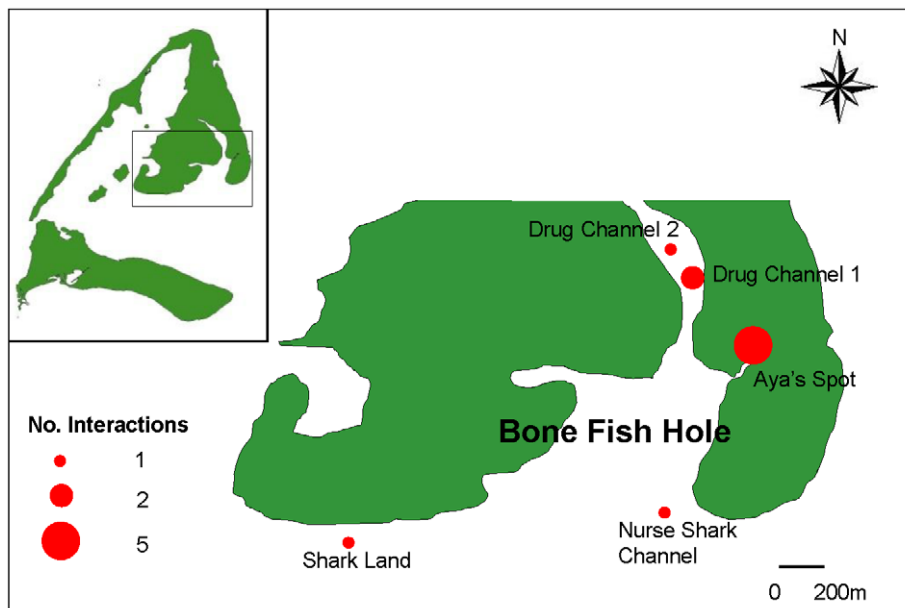 N
Drug Channel 2
Drug Channel 1
Aya's Spot
Bone Fish Hole
No. Interactions
1
2
5
Nurse Shark
Channel
Shark Land
0 200m